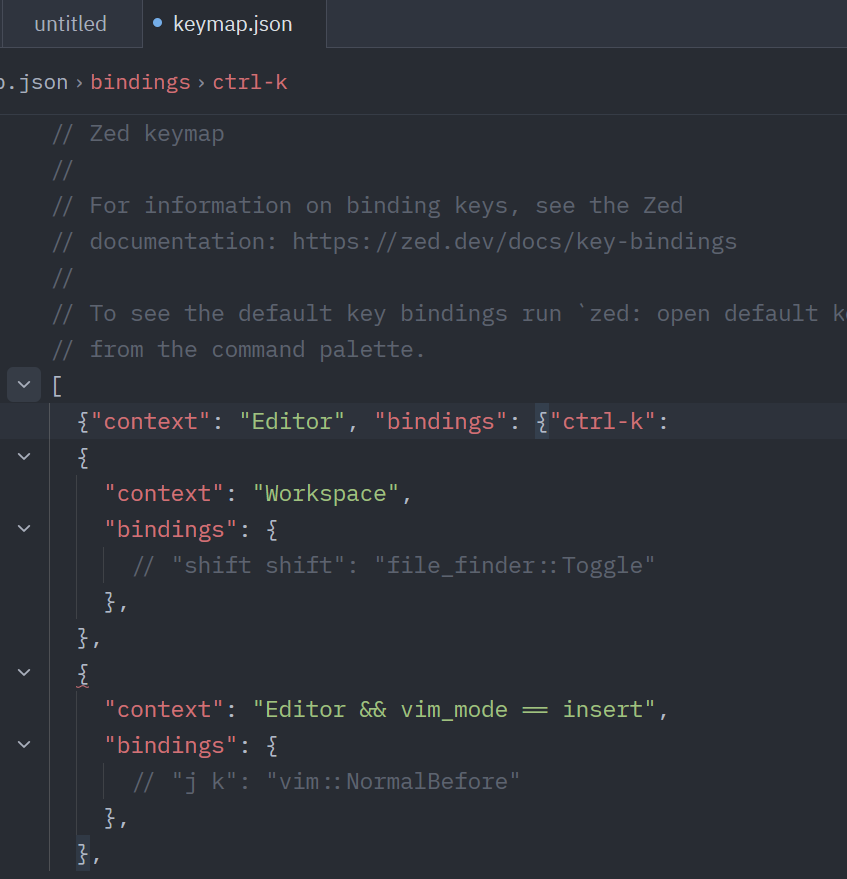 untitled
keymap.json
.json › bindings › ctrl-k
// Zed keymap
//
// For information on binding keys, see the Zed
// documentation: https://zed.dev/docs/key-bindings
//
// To see the default key bindings run `zed: open default
// from the command palette.
[
{"context": "Editor", "bindings": {"ctrl-k":
{
"context": "Workspace",
"bindings": {
// "shift shift": "file_finder::Toggle"
},
},
{
"context": "Editor && vim_mode == insert",
"bindings": {
// "j k": "vim::NormalBefore"
},
},